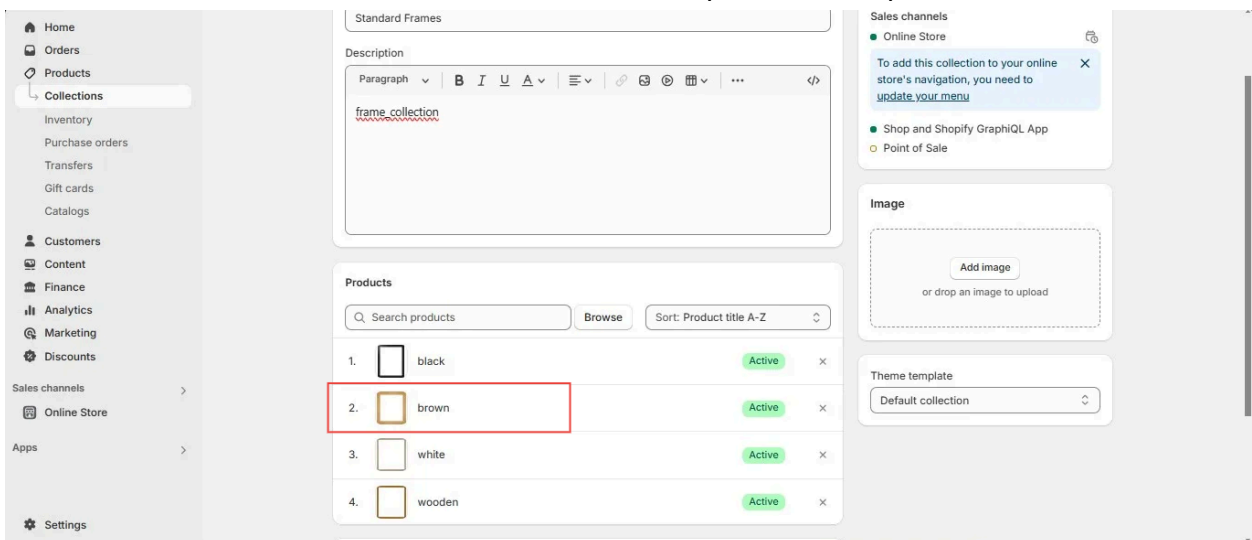 Home
Orders
Products
Collections
Inventory
Purchase orders
Transfers
Gift cards
Catalogs
Customers
Content
Finance
Analytics
Marketing
Discounts
Sales channels
Online Store
Apps
Settings
Standard Frames
Description
Paragraph B I U A
frame_collection
Products
Search products Browse Sort: Product title A-Z
1. black Active
2. brown Active
3. white Active
4. wooden Active
Sales channels
Online Store
To add this collection to your online
store's navigation, you need to
update your menu
Shop and Shopify GraphiQL App
Point of Sale
Image
Add image
or drop an image to upload
Theme template
Default collection